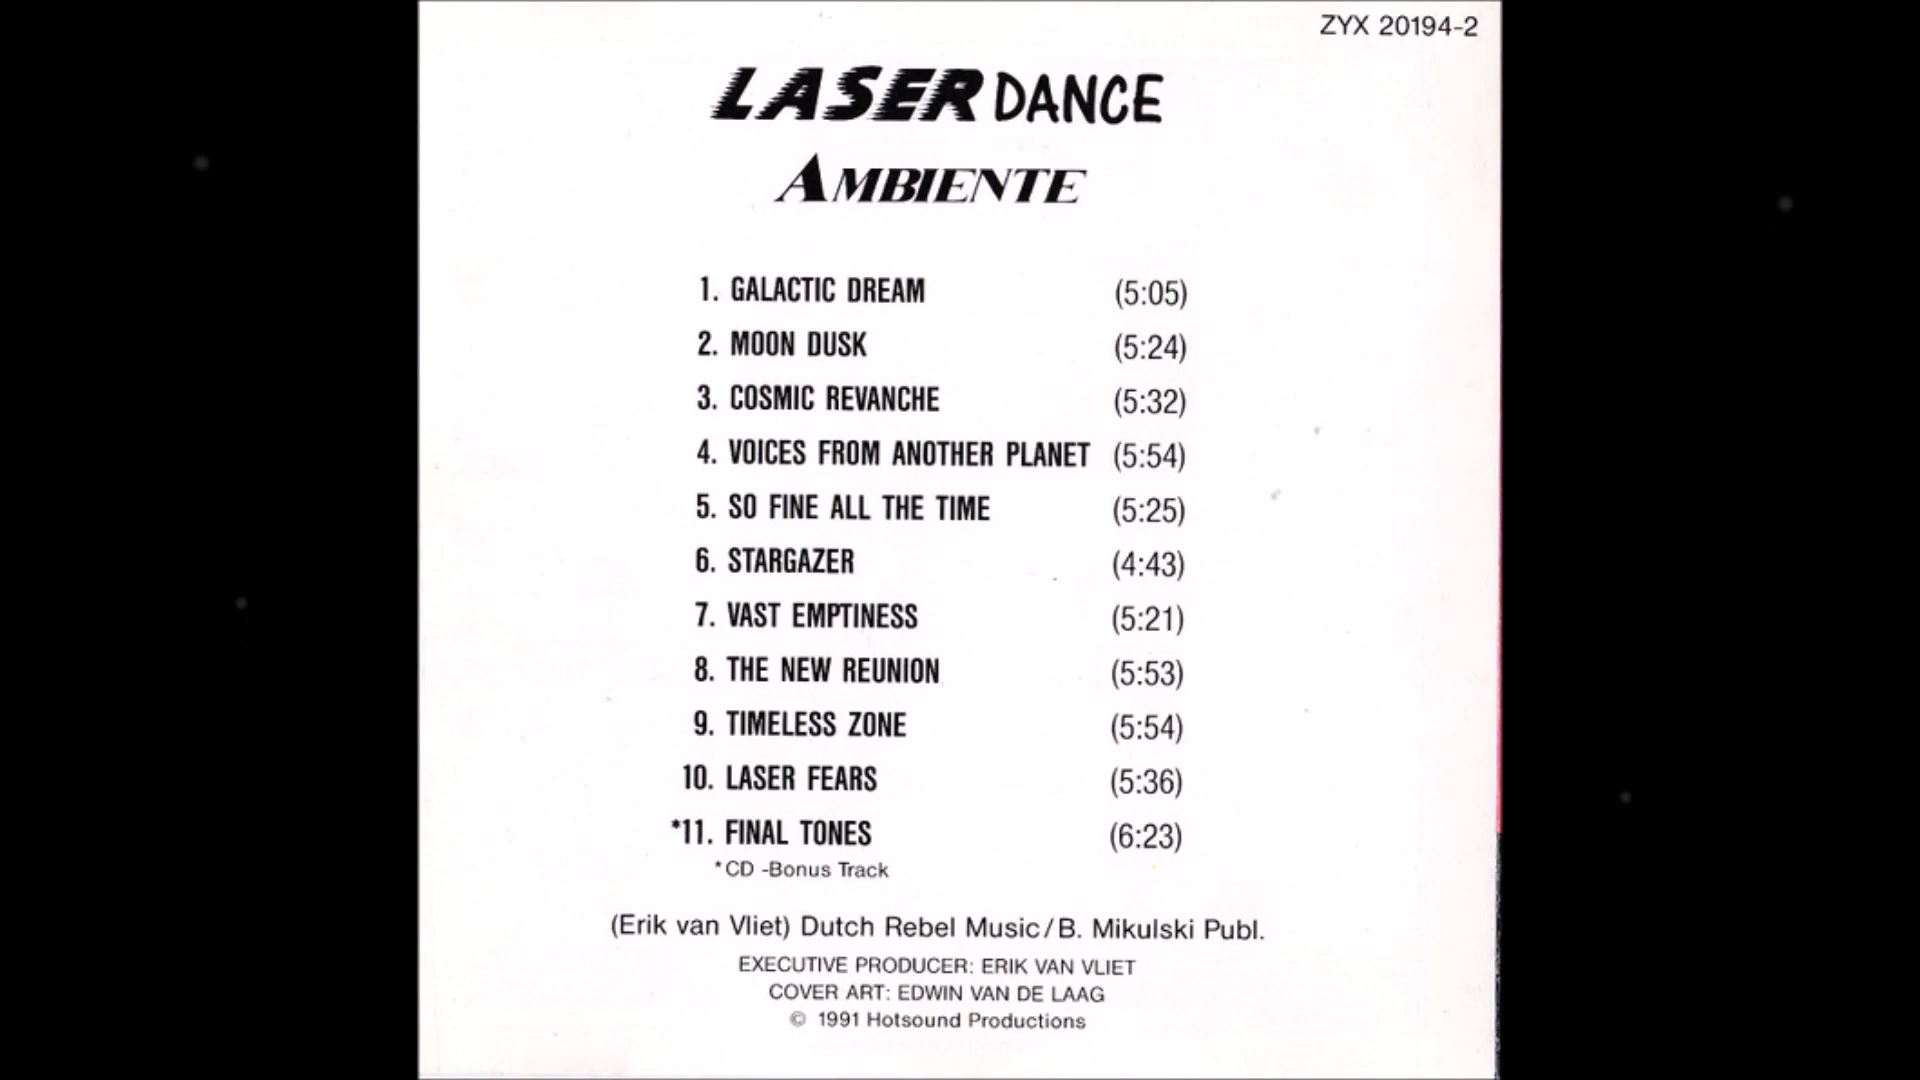 ZYX 20194-2
LASER DANCE
AMBIENTE
1. GALACTIC DREAM (5:05)
2. MOON DUSK (5:24)
3. COSMIC REVANCHE (5:32)
4. VOICES FROM ANOTHER PLANET (5:54)
5. SO FINE ALL THE TIME (5:25)
6. STARGAZER (4:43)
7. VAST EMPTINESS (5:21)
8. THE NEW REUNION (5:53)
9. TIMELESS ZONE (5:54)
10. LASER FEARS (5:36)
*11. FINAL TONES (6:23)
*CD -Bonus Track
(Erik van Vliet) Dutch Rebel Music/B. Mikulski Publ.
EXECUTIVE PRODUCER: ERIK VAN VLIET
COVER ART: EDWIN VAN DE LAAG
© 1991 Hotsound Productions